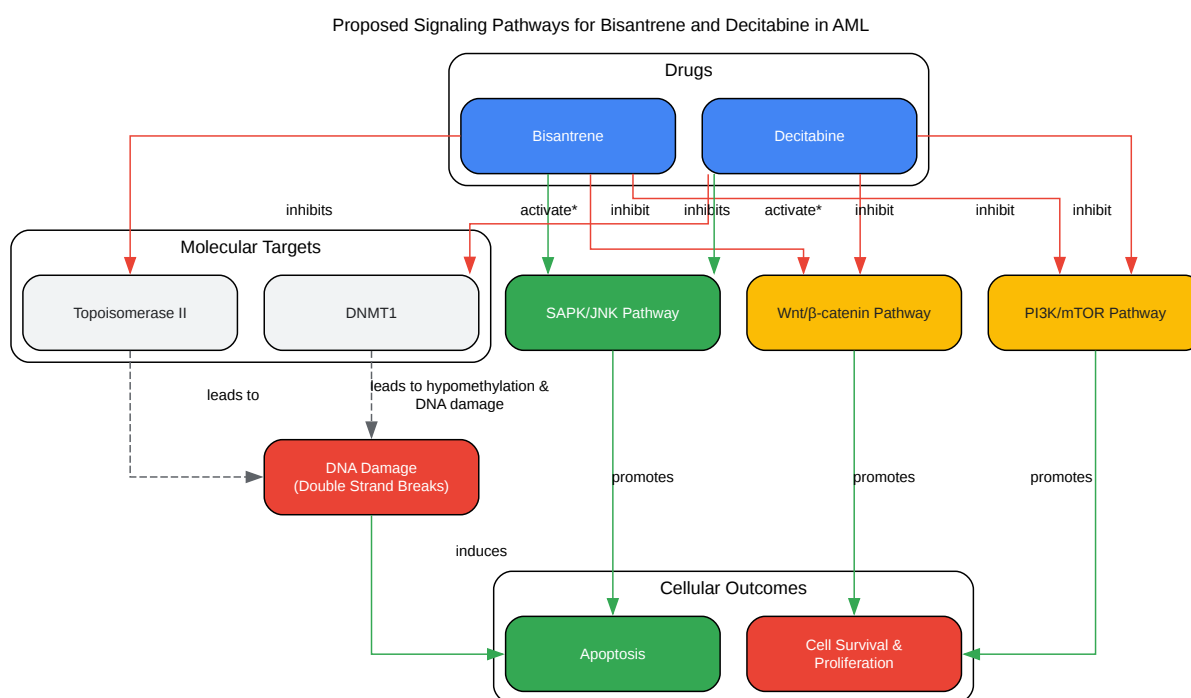 Proposed Signaling Pathways for Bisantrene and Decitabine in AML
Drugs
Bisantrene
Decitabine
inhibits
activate*
inhibit
inhibits
activate*
inhibit
inhibit
inhibit
Molecular Targets
Topoisomerase II
DNMT1
SAPK/JNK Pathway
Wnt/β-catenin Pathway
PI3K/mTOR Pathway
leads to
leads to hypomethylation &
DNA damage
DNA Damage
(Double Strand Breaks)
promotes
promotes
promotes
induces
Cellular Outcomes
Apoptosis
Cell Survival &
Proliferation